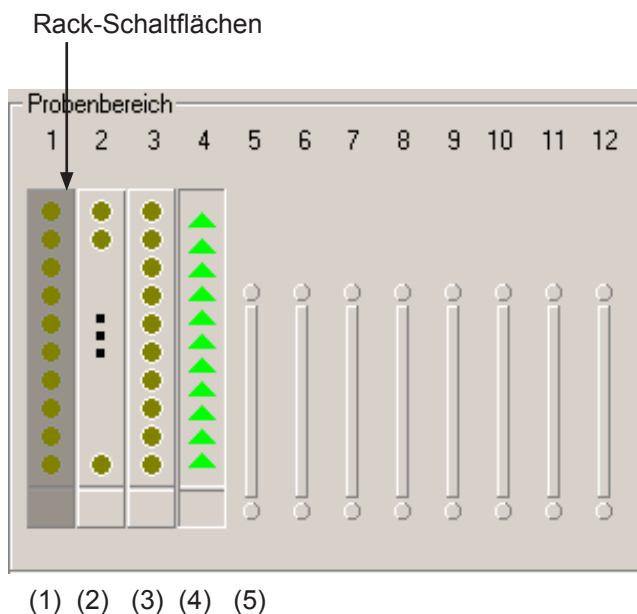 Rack-Schaltflächen
Probenbereich
1 2 3 4 5 6 7 8 9 10 11 12
(1) (2) (3) (4) (5)